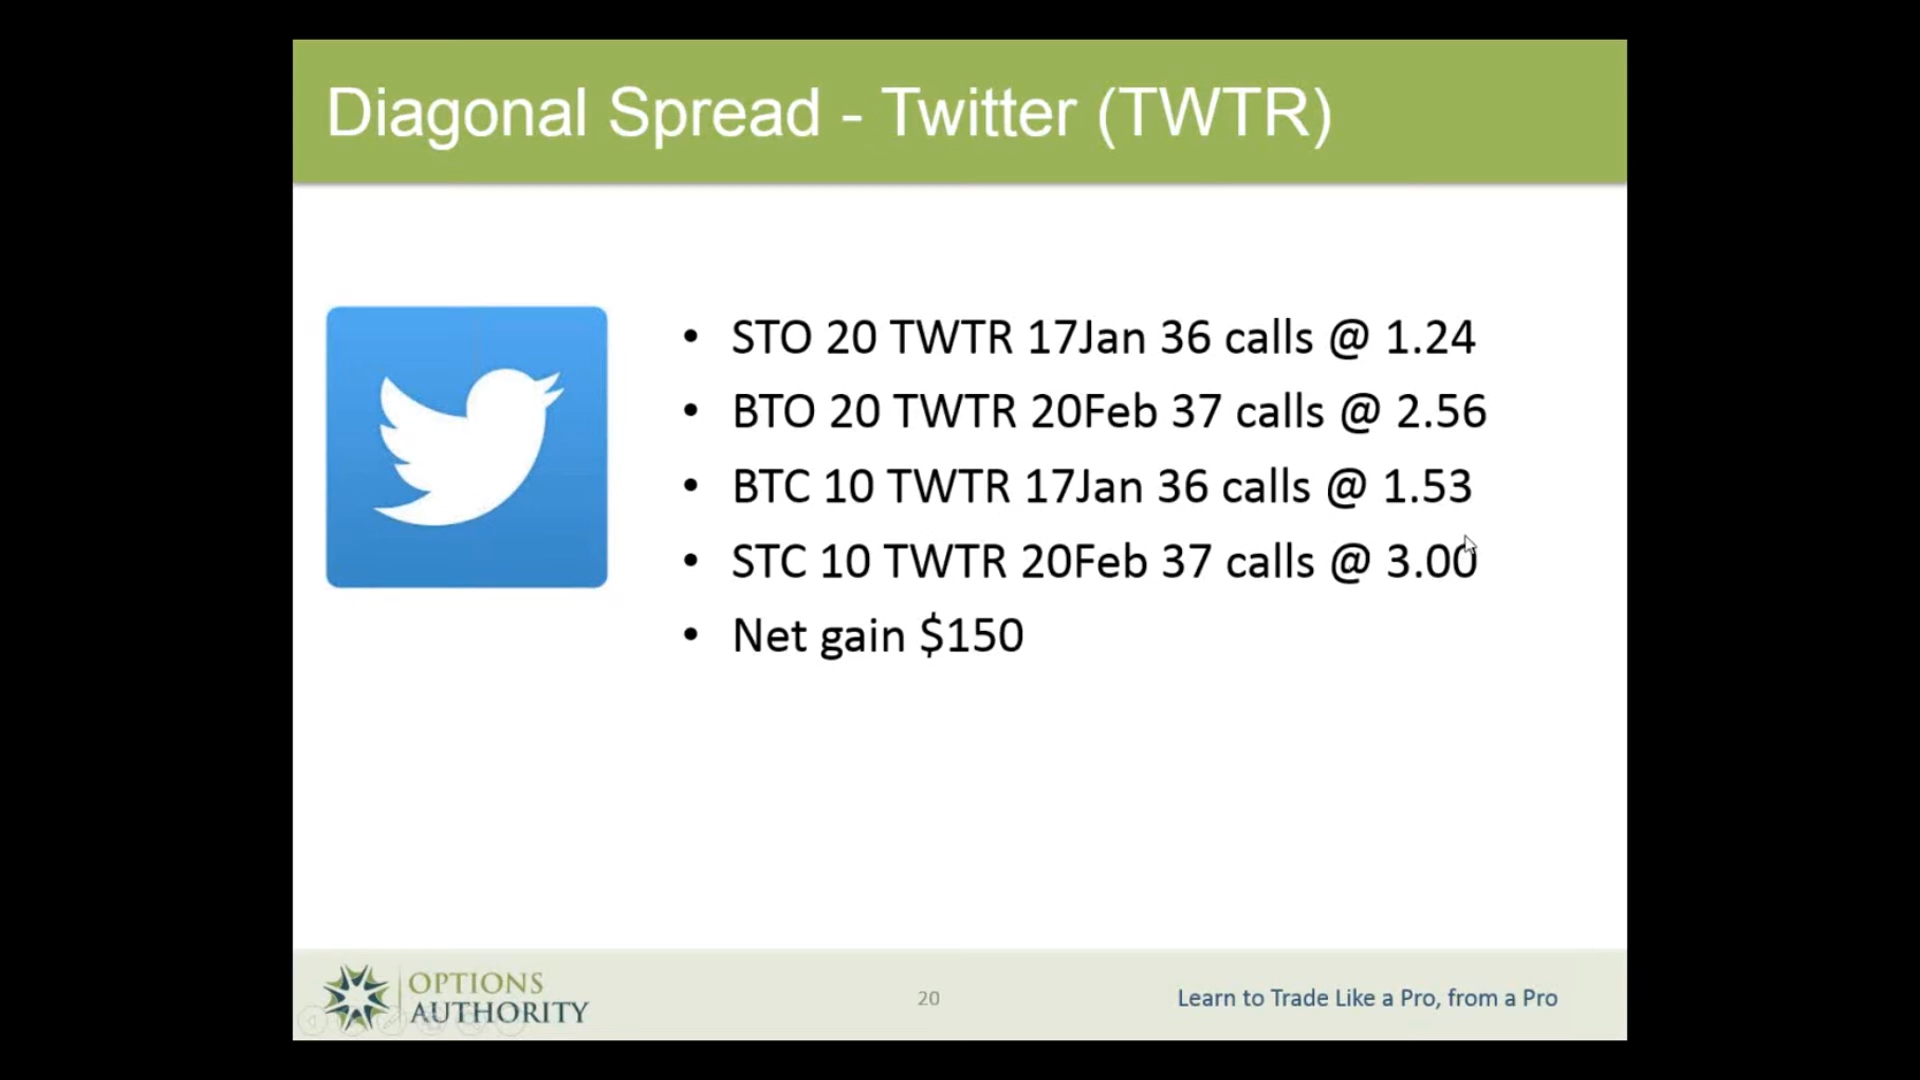 Diagonal Spread - Twitter (TWTR)
• STO 20 TWTR 17Jan 36 calls @ 1.24
• BTO 20 TWTR 20Feb 37 calls @ 2.56
• BTC 10 TWTR 17Jan 36 calls @ 1.53
• STC 10 TWTR 20Feb 37 calls @ 3.00
• Net gain $150
OPTIONS
AUTHORITY
20
Learn to Trade Like a Pro, from a Pro